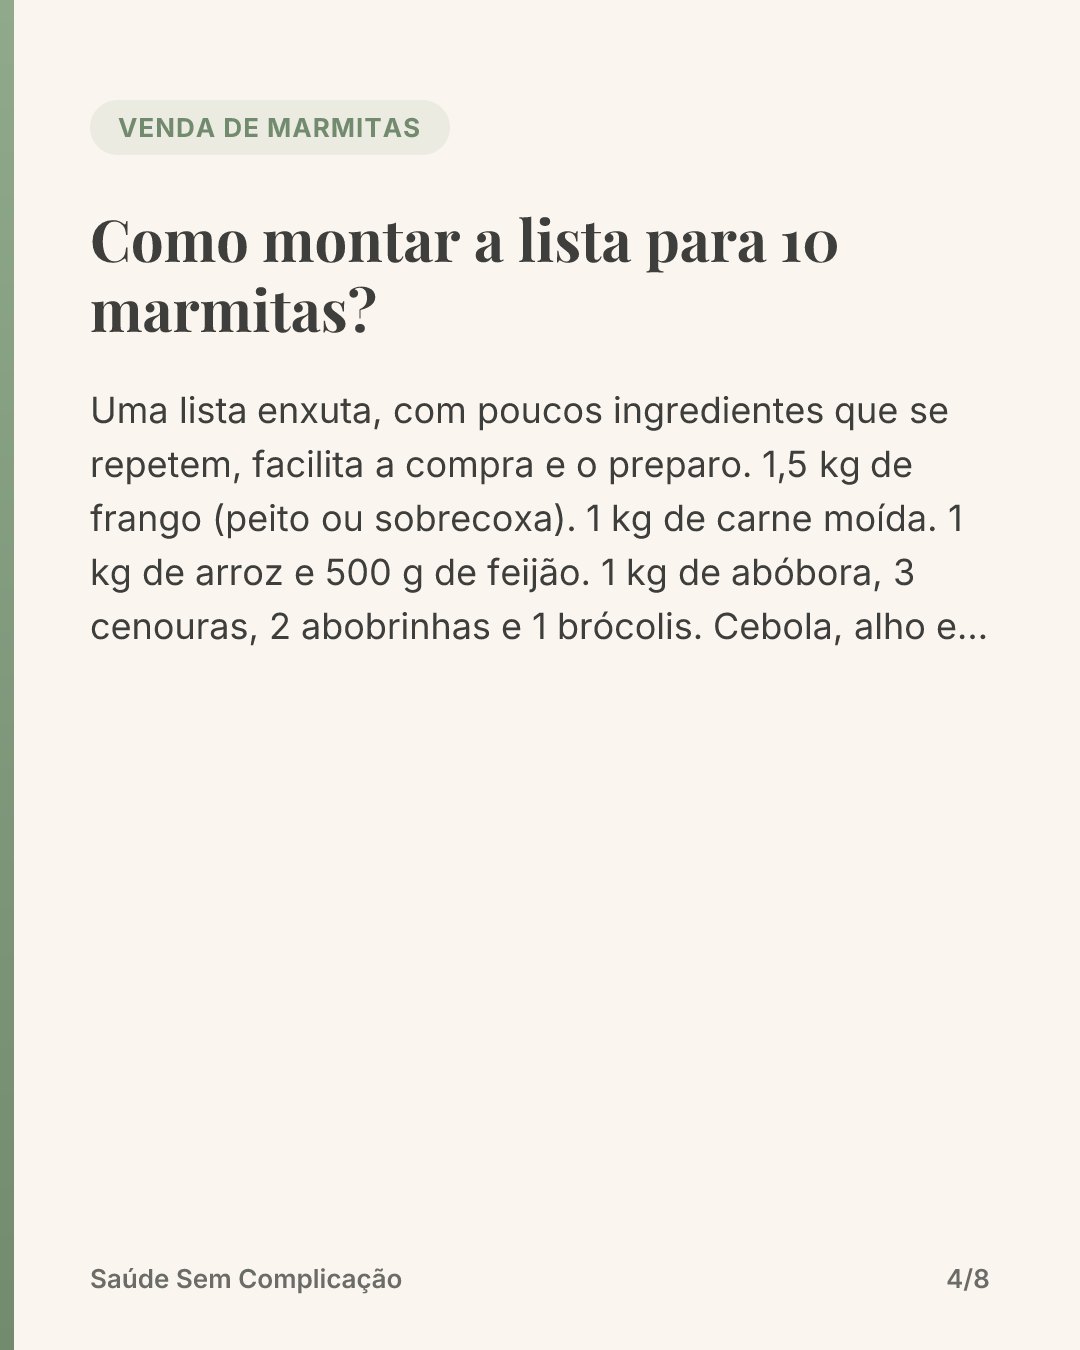 VENDA DE MARMITAS
Como montar a lista para 10
marmitas?
Uma lista enxuta, com poucos ingredientes que se
repetem, facilita a compra e o preparo. 1,5 kg de
frango (peito ou sobrecoxa). 1 kg de carne moída. 1
kg de arroz e 500 g de feijão. 1 kg de abóbora, 3
cenouras, 2 abobrinhas e 1 brócolis. Cebola, alho e...
Saúde Sem Complicação
4/8